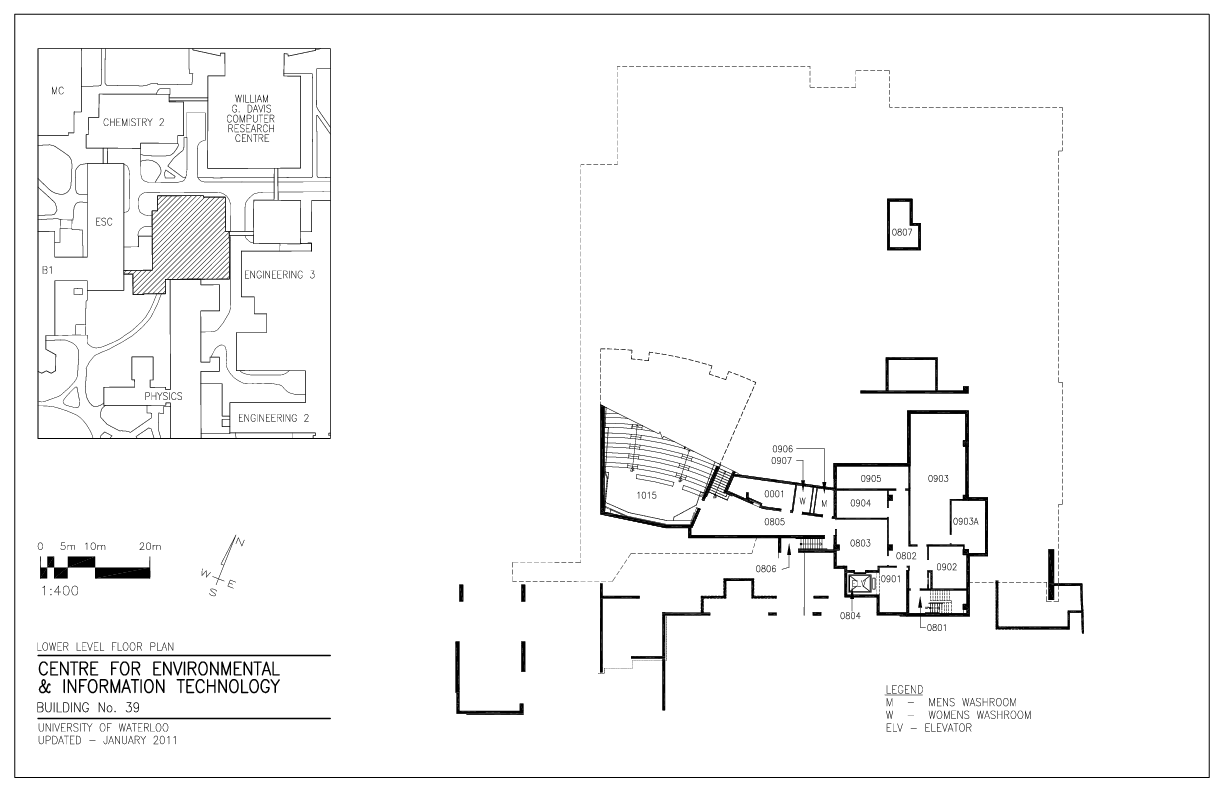 MC
CHEMISTRY 2
WILLIAM
G. DAVIS
COMPUTER
RESEARCH
CENTRE
ESC
B1
ENGINEERING 3
PHYSICS
ENGINEERING 2
0 5m 10m 20m
1:400
N
W
E
S
LOWER LEVEL FLOOR PLAN
CENTRE FOR ENVIRONMENTAL
& INFORMATION TECHNOLOGY
BUILDING No. 39
UNIVERSITY OF WATERLOO
UPDATED – JANUARY 2011
0807
0906
0907
0905
0903
1015
0001
W
M
0904
0805
0903A
0803
0802
0806
0901
0902
0804
0801
LEGEND
M – MENS WASHROOM
W – WOMENS WASHROOM
ELV – ELEVATOR